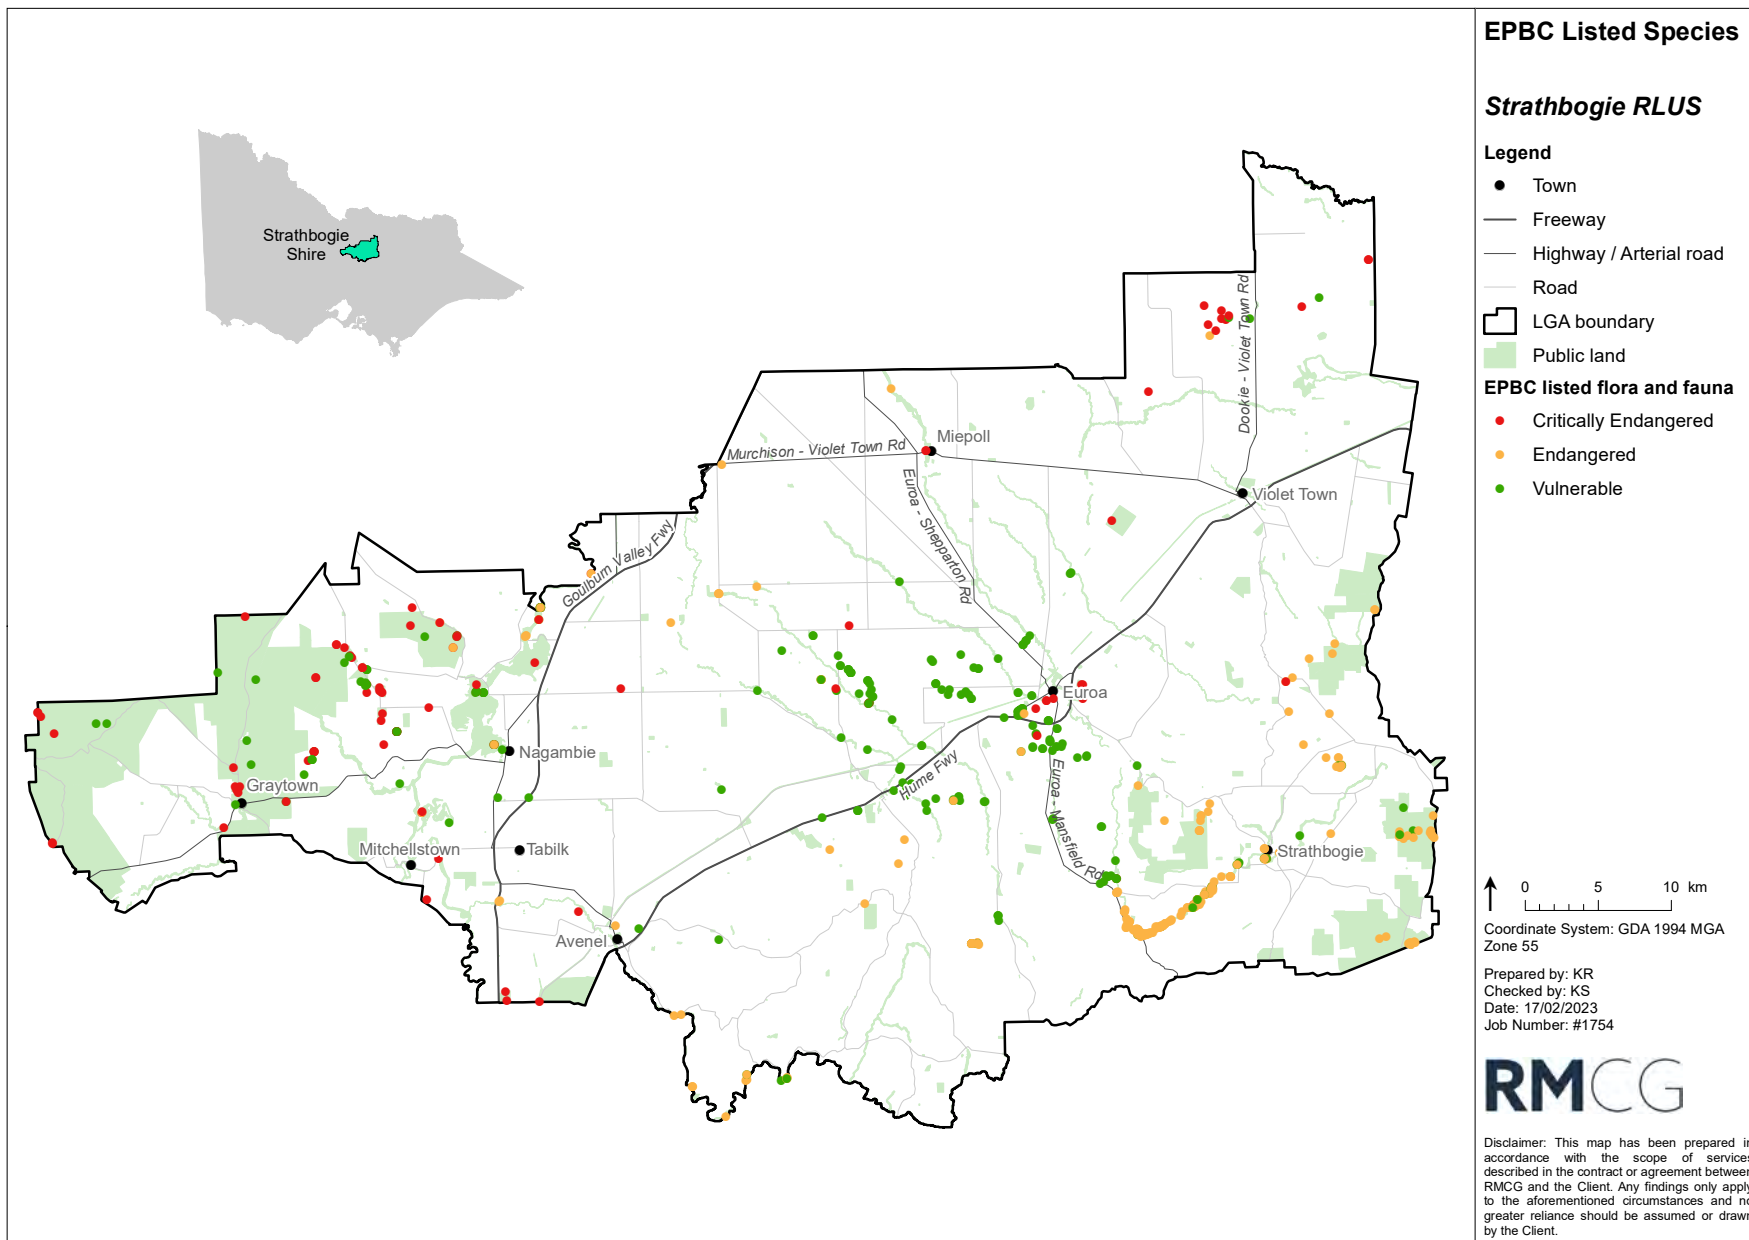 EPBC Listed Species
Strathbogie RLUS
Legend
Town
Freeway
Highway / Arterial road
Road
LGA boundary
Public land
EPBC listed flora and fauna
Critically Endangered
Endangered
Vulnerable
0 5 10 km
Coordinate System: GDA 1994 MGA
Zone 55
Prepared by: KR
Checked by: KS
Date: 17/02/2023
Job Number: #1754
RMCG
Disclaimer: This map has been prepared in
accordance with the scope of services
described in the contract or agreement between
RMCG and the Client. Any findings only apply
to the aforementioned circumstances and no
greater reliance should be assumed or drawn
by the Client.
Strathbogie
Shire
Dookie - Violet Town Rd
Miepoll
Murchison - Violet Town Rd
Euroa - Shepparton Rd
Violet Town
Goulburn Valley Fwy
Euroa
Nagambie
Hume Fwy
Euroa - Mansfield Rd
Graytown
Mitchellstown
Tabilk
Strathbogie
Avenel